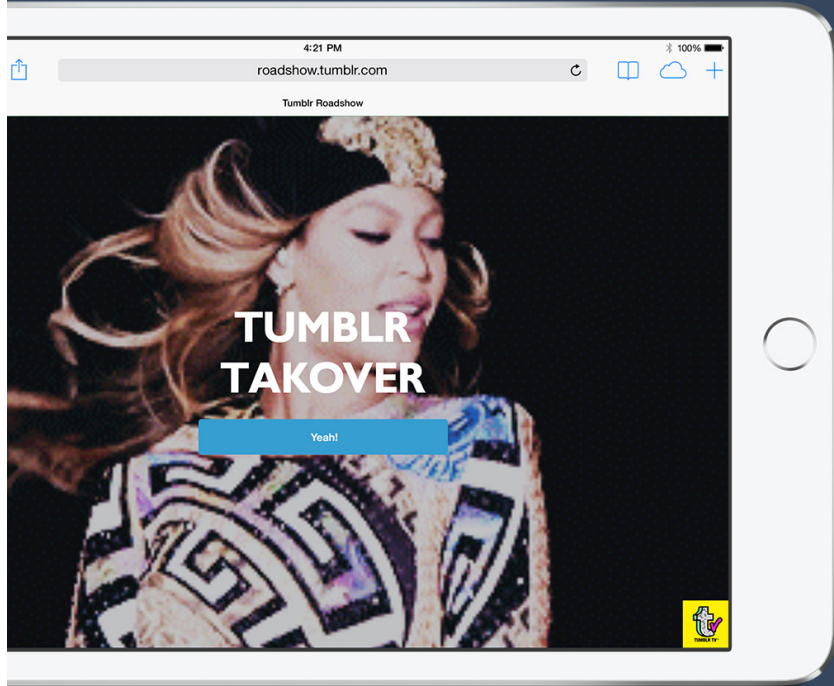 4:21 PM
100%
roadshow.tumblr.com
Tumblr Roadshow
TUMBLR
TAKOVER
Yeah!
t
TUMBLR TV